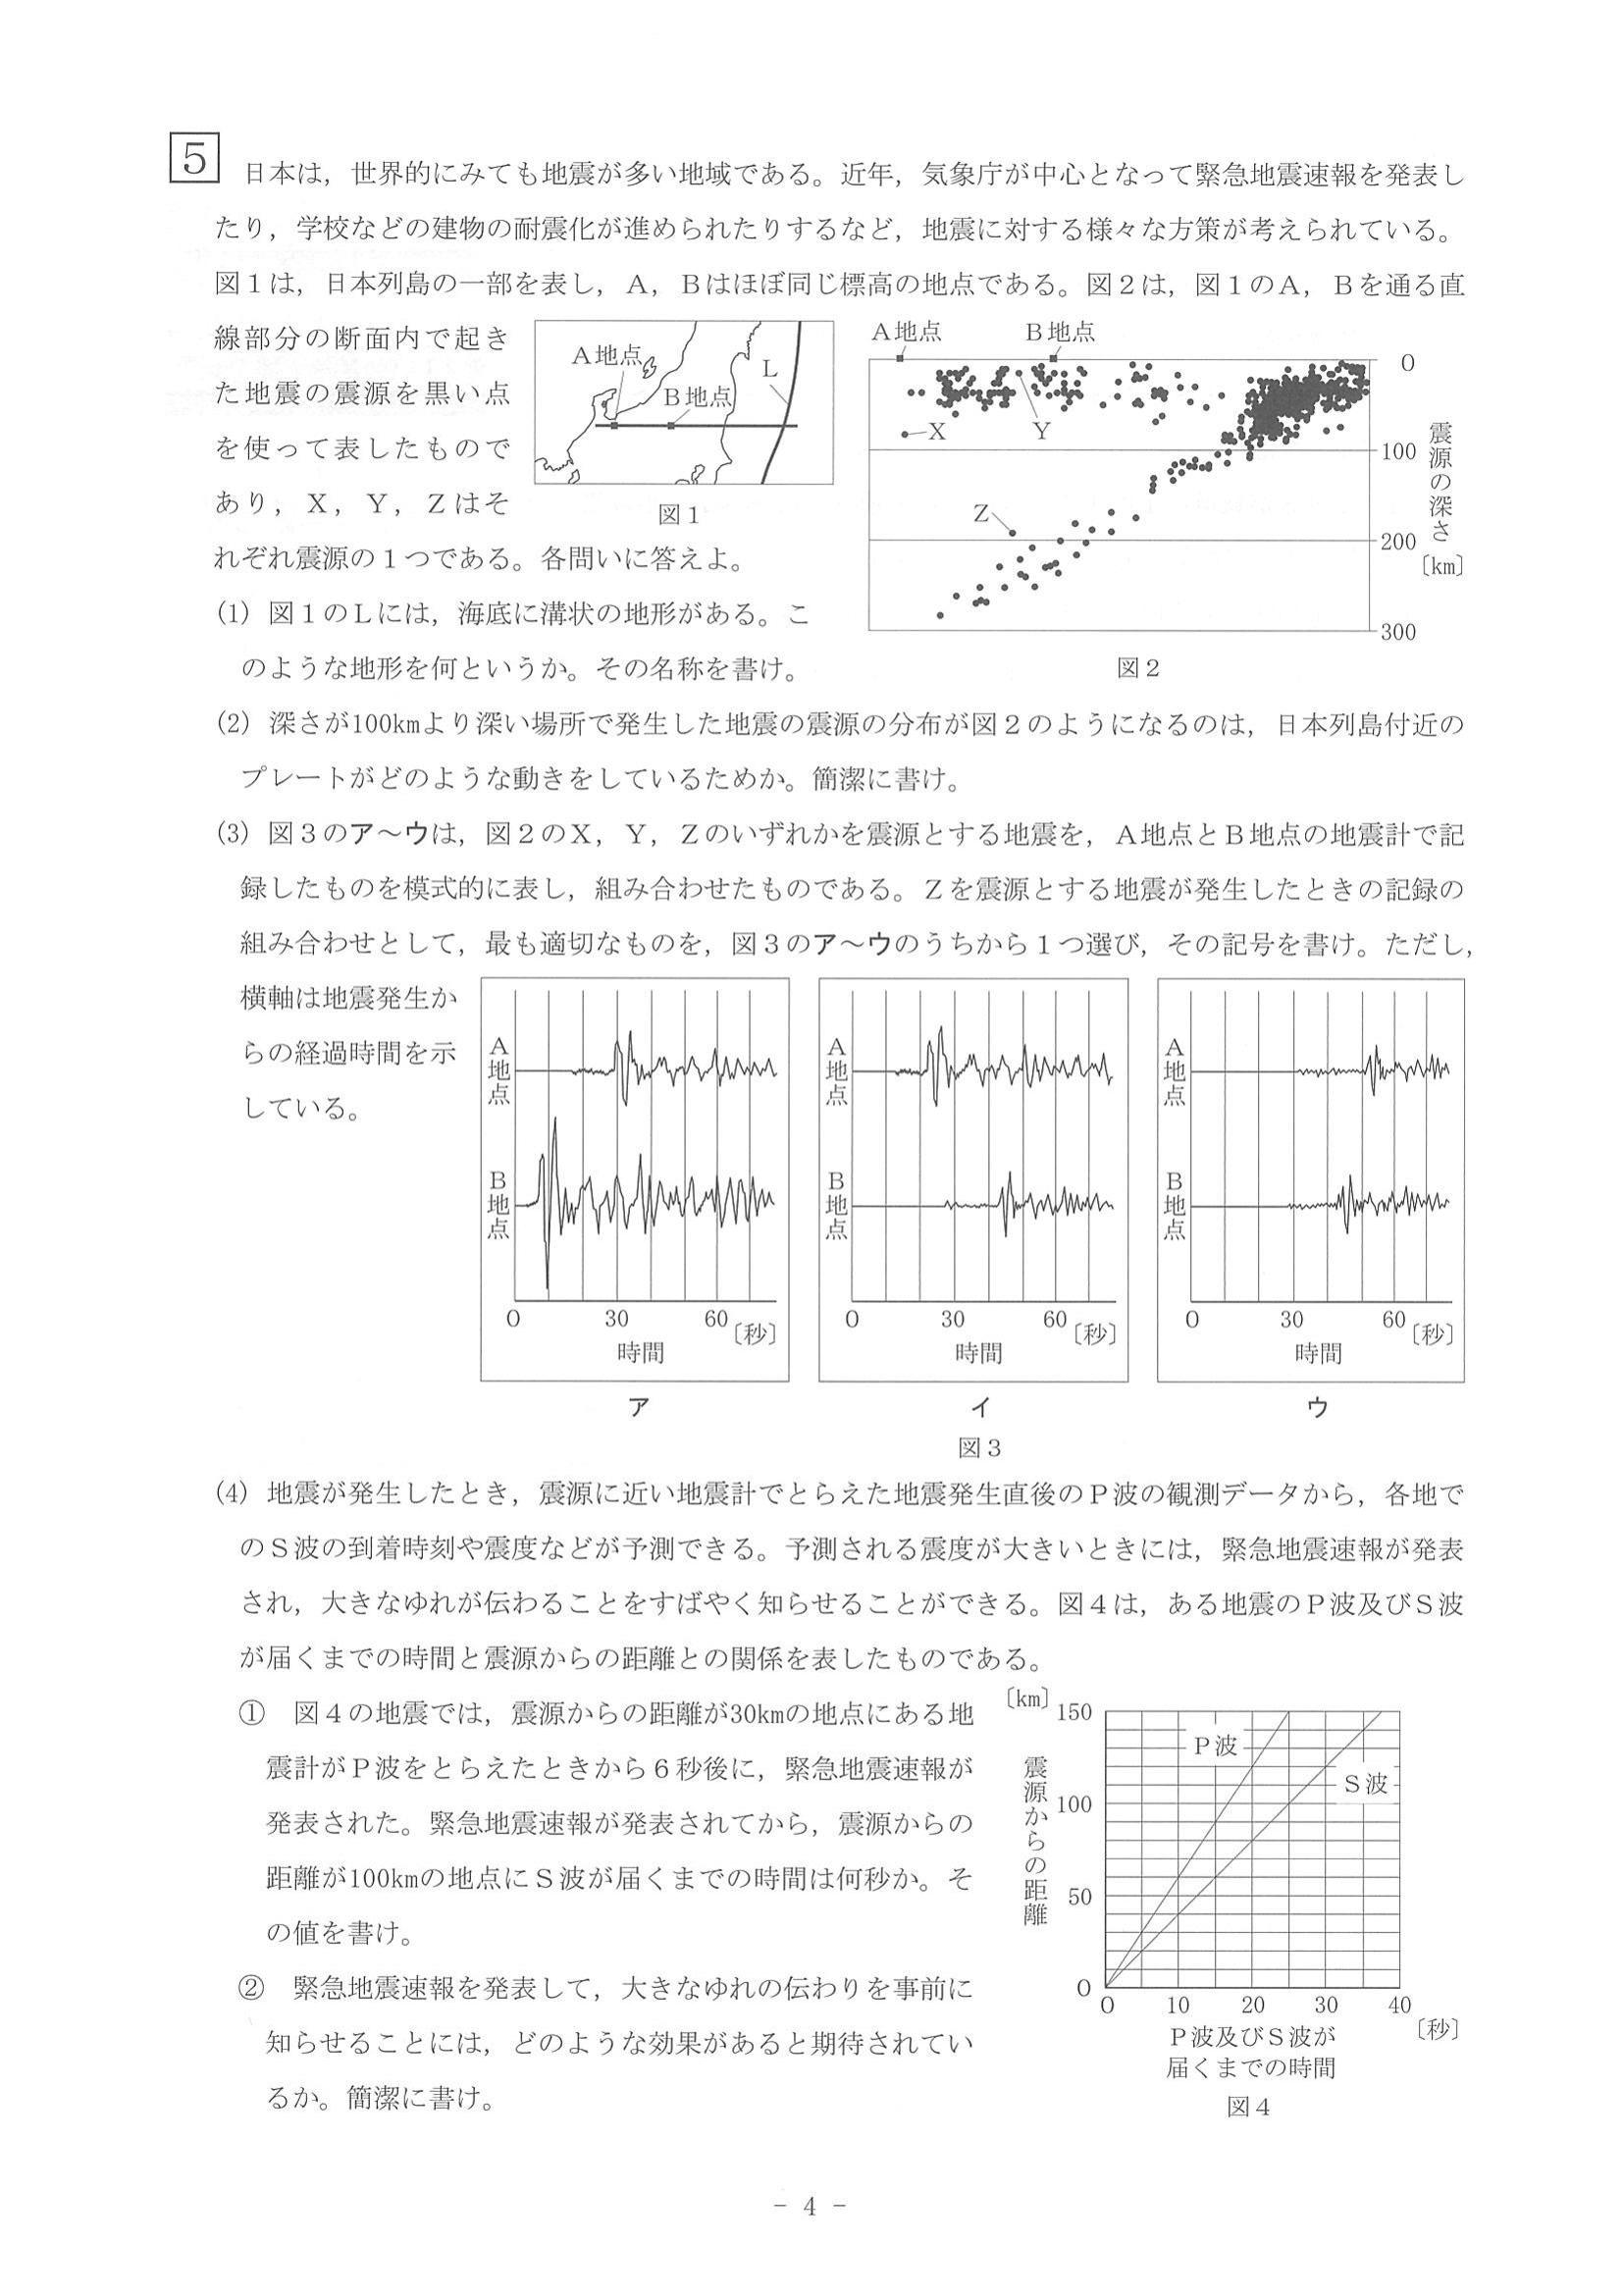 5
日本は，世界的にみても地震が多い地域である。近年，気象庁が中心となって緊急地震速報を発表し
たり，学校などの建物の耐震化が進められたりするなど，地震に対する様々な方策が考えられている。
図１は，日本列島の一部を表し，Ａ，Ｂはほぼ同じ標高の地点である。図２は，図１のＡ，Ｂを通る直
線部分の断面内で起き
た地震の震源を黒い点
を使って表したもので
あり，Ｘ，Ｙ，Ｚはそ
れぞれ震源の１つである。各問いに答えよ。
Ａ地点
Ｂ地点
L
図１
Ａ地点
Ｂ地点
X
Y
Z
0
100
200
300
震源の深さ
〔km〕
図２
(1) 図１のＬには，海底に溝状の地形がある。こ
のような地形を何というか。その名称を書け。
(2) 深さが100kmより深い場所で発生した地震の震源の分布が図２のようになるのは，日本列島付近の
プレートがどのような動きをしているためか。簡潔に書け。
(3) 図３のア～ウは，図２のＸ，Ｙ，Ｚのいずれかを震源とする地震を，Ａ地点とＢ地点の地震計で記
録したものを模式的に表し，組み合わせたものである。Ｚを震源とする地震が発生したときの記録の
組み合わせとして，最も適切なものを，図３のア～ウのうちから１つ選び，その記号を書け。ただし，
横軸は地震発生か
らの経過時間を示
している。
Ａ地点
Ｂ地点
0 30 60 〔秒〕
時間
ア
Ａ地点
Ｂ地点
0 30 60 〔秒〕
時間
イ
Ａ地点
Ｂ地点
0 30 60 〔秒〕
時間
ウ
図３
(4) 地震が発生したとき，震源に近い地震計でとらえた地震発生直後のＰ波の観測データから，各地で
のＳ波の到着時刻や震度などが予測できる。予測される震度が大きいときには，緊急地震速報が発表
され，大きなゆれが伝わることをすばやく知らせることができる。図４は，ある地震のＰ波及びＳ波
が届くまでの時間と震源からの距離との関係を表したものである。
① 図４の地震では，震源からの距離が30kmの地点にある地
震計がＰ波をとらえたときから６秒後に，緊急地震速報が
発表された。緊急地震速報が発表されてから，震源からの
距離が100kmの地点にＳ波が届くまでの時間は何秒か。そ
の値を書け。
② 緊急地震速報を発表して，大きなゆれの伝わりを事前に
知らせることには，どのような効果があると期待されてい
るか。簡潔に書け。
〔km〕
150
100
50
0
震源からの距離
Ｐ波
Ｓ波
0 10 20 30 40
〔秒〕
Ｐ波及びＳ波が
届くまでの時間
図４
- 4 -